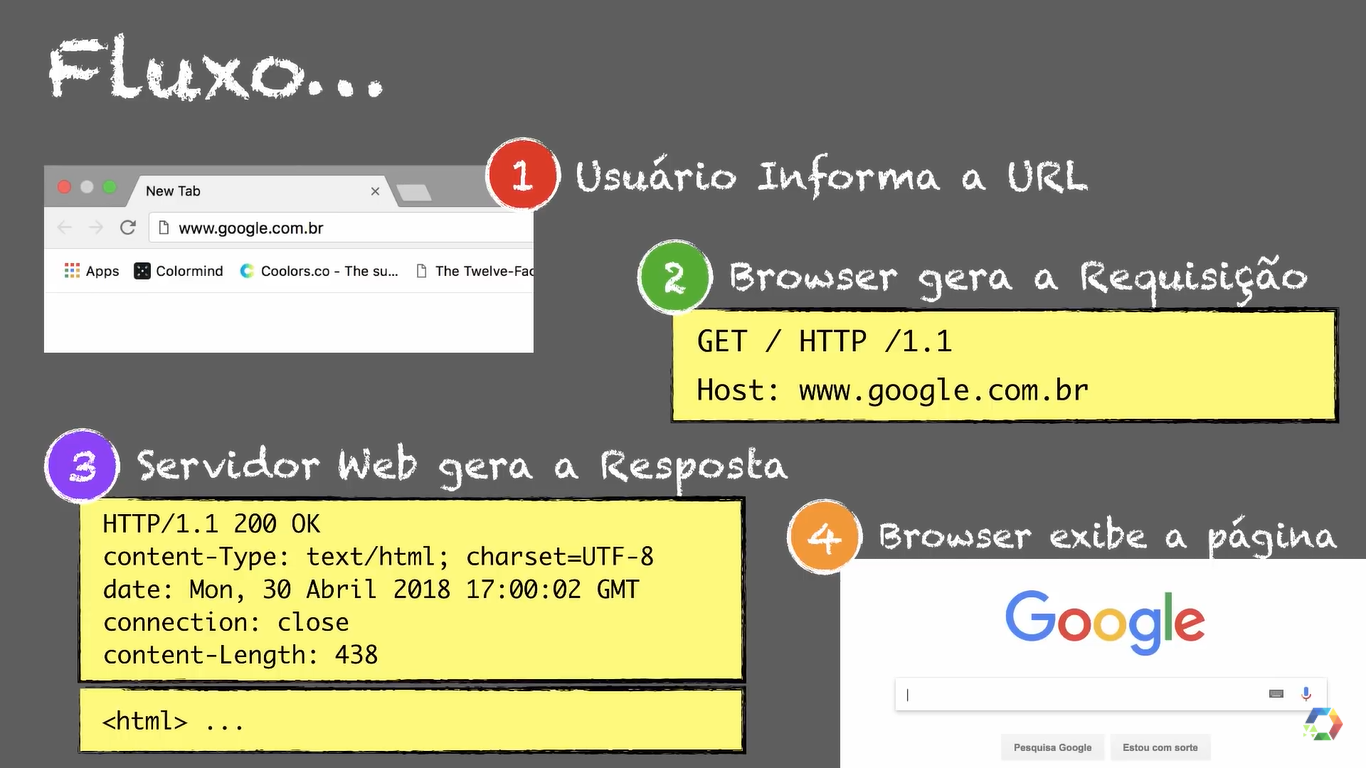 Fluxo...
New Tab
www.google.com.br
Apps Colormind Coolors.co - The su... The Twelve-Fac
1 Usuário Informa a URL
2 Browser gera a Requisição
GET / HTTP /1.1
Host: www.google.com.br
3 Servidor Web gera a Resposta
HTTP/1.1 200 OK
content-Type: text/html; charset=UTF-8
date: Mon, 30 Abril 2018 17:00:02 GMT
connection: close
content-Length: 438
<html> ...
4 Browser exibe a página
Google
Pesquisa Google Estou com sorte